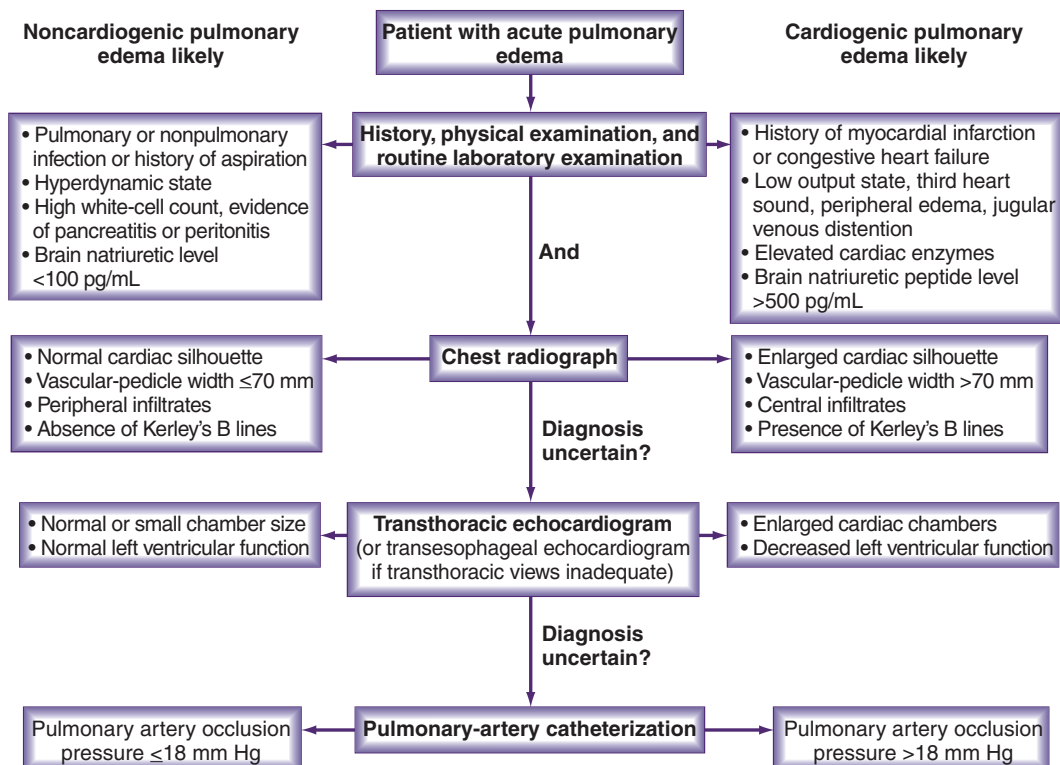 Noncardiogenic pulmonary
edema likely
Patient with acute pulmonary
edema
Cardiogenic pulmonary
edema likely
• Pulmonary or nonpulmonary
infection or history of aspiration
• Hyperdynamic state
• High white-cell count, evidence
of pancreatitis or peritonitis
• Brain natriuretic level
<100 pg/mL
History, physical examination, and
routine laboratory examination
• History of myocardial infarction
or congestive heart failure
• Low output state, third heart
sound, peripheral edema, jugular
venous distention
• Elevated cardiac enzymes
• Brain natriuretic peptide level
>500 pg/mL
And
• Normal cardiac silhouette
• Vascular-pedicle width ≤70 mm
• Peripheral infiltrates
• Absence of Kerley's B lines
Chest radiograph
• Enlarged cardiac silhouette
• Vascular-pedicle width >70 mm
• Central infiltrates
• Presence of Kerley's B lines
Diagnosis
uncertain?
• Normal or small chamber size
• Normal left ventricular function
Transthoracic echocardiogram
(or transesophageal echocardiogram
if transthoracic views inadequate)
• Enlarged cardiac chambers
• Decreased left ventricular function
Diagnosis
uncertain?
Pulmonary artery occlusion
pressure ≤18 mm Hg
Pulmonary-artery catheterization
Pulmonary artery occlusion
pressure >18 mm Hg